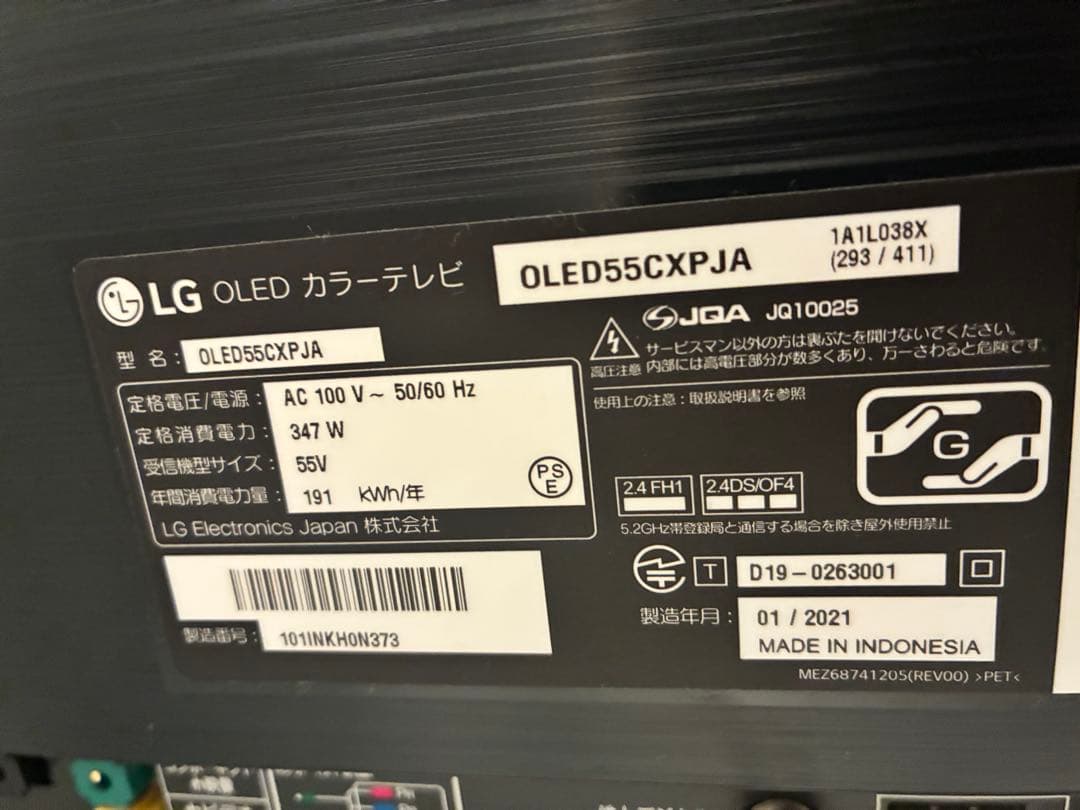 LG OLED カラーテレビ
OLED55CXPJA
1A1L038X
(293 / 411)
型 名 : OLED55CXPJA
定格電圧/電源 : AC 100 V ~ 50/60 Hz
定格消費電力 : 347 W
受信機型サイズ : 55V
年間消費電力量 : 191 kWh/年
PS
E
LG Electronics Japan 株式会社
製造番号 : 101INKH0N373
JQA JQ10025
サービスマン以外の方は裏ぶたを開けないでください。
高圧注意 内部には高電圧部分が数多くあり、万一さわると危険です。
使用上の注意 : 取扱説明書を参照
G
2.4 FH1
2.4DS/OF4
5.2GHz帯登録局と通信する場合を除き屋外使用禁止
T D19-0263001
製造年月 : 01 / 2021
MADE IN INDONESIA
MEZ68741205(REV00) >PET<